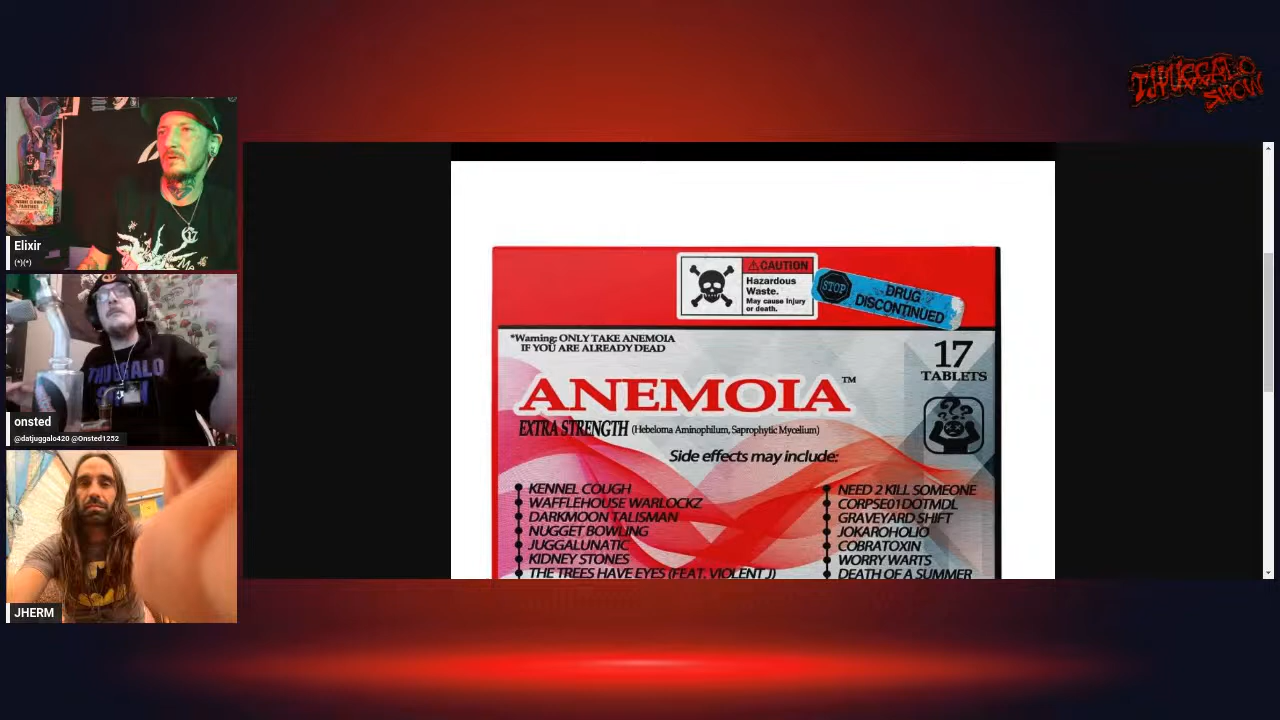 THUGGALO
SHOW
Elixir
(*)(*)
THUGGALO
onsted
@datjuggalo420 @Onsted1252
JHERM
⚠CAUTION
Hazardous
Waste.
May cause injury
or death.
STOP
DRUG
DISCONTINUED
*Warning: ONLY TAKE ANEMOIA
IF YOU ARE ALREADY DEAD
17
TABLETS
ANEMOIA™
EXTRA STRENGTH (Hebeloma Aminophilum, Saprophytic Mycelium)
Side effects may include:
KENNEL COUGH
WAFFLEHOUSE WARLOCKZ
DARKMOON TALISMAN
NUGGET BOWLING
JUGGALUNATIC
KIDNEY STONES
THE TREES HAVE EYES (FEAT. VIOLENT J)
NEED 2 KILL SOMEONE
CORPSE01DOTMDL
GRAVEYARD SHIFT
JOKAROHOLIO
COBRATOXIN
WORRY WARTS
DEATH OF A SUMMER